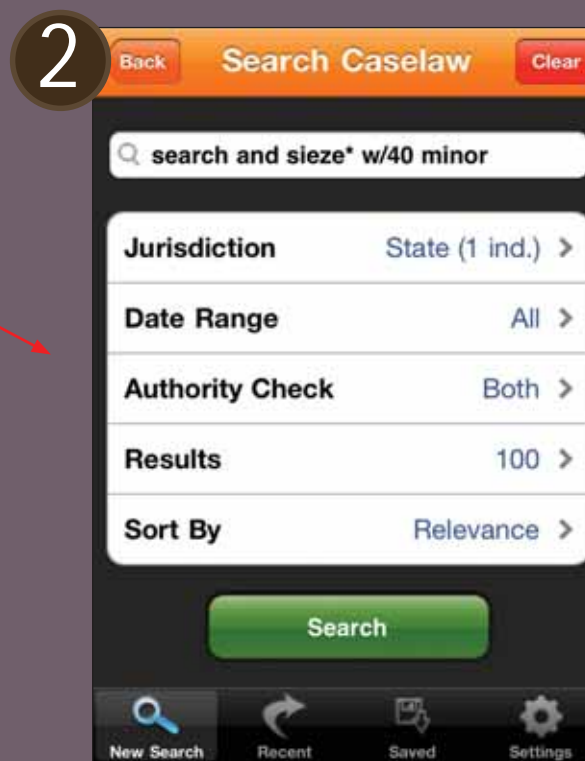 2
Back Search Caselaw Clear
search and sieze* w/40 minor
Jurisdiction State (1 ind.) >
Date Range All >
Authority Check Both >
Results 100 >
Sort By Relevance >
Search
New Search Recent Saved Settings